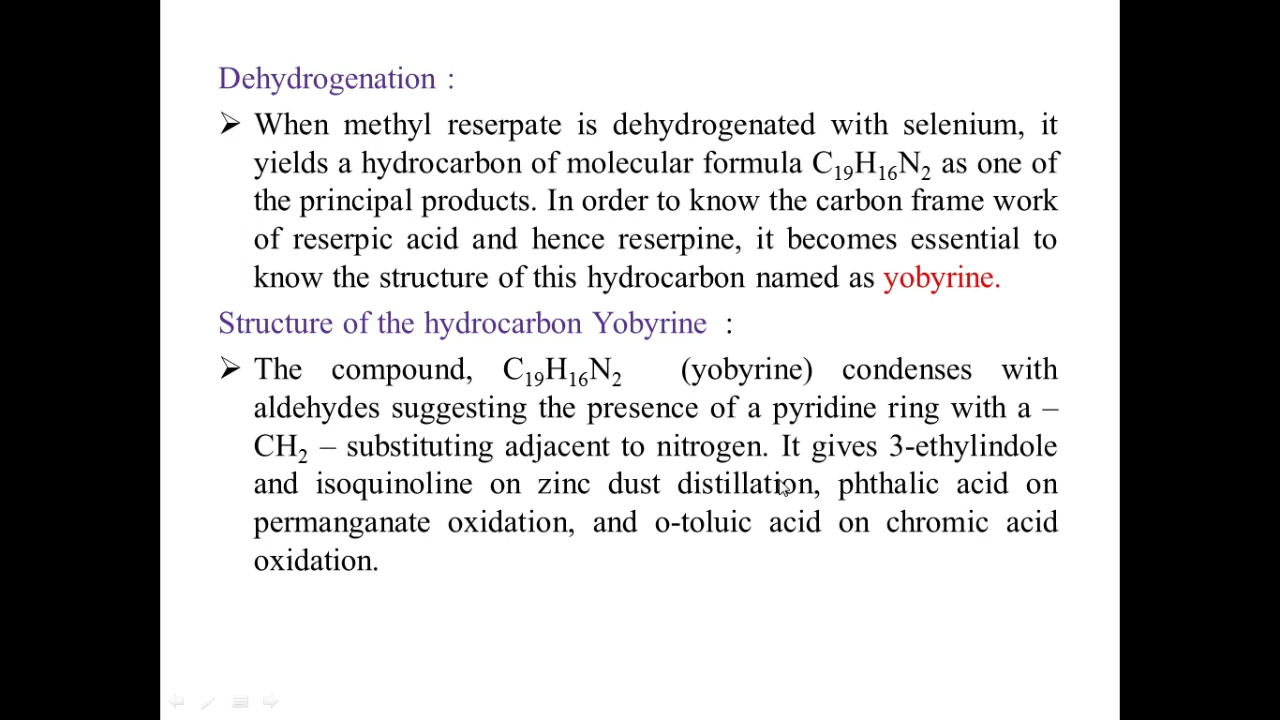 Dehydrogenation :
➢ When methyl reserpate is dehydrogenated with selenium, it
yields a hydrocarbon of molecular formula C₁₉H₁₆N₂ as one of
the principal products. In order to know the carbon frame work
of reserpic acid and hence reserpine, it becomes essential to
know the structure of this hydrocarbon named as yobyrine.
Structure of the hydrocarbon Yobyrine :
➢ The compound, C₁₉H₁₆N₂ (yobyrine) condenses with
aldehydes suggesting the presence of a pyridine ring with a –
CH₂ – substituting adjacent to nitrogen. It gives 3-ethylindole
and isoquinoline on zinc dust distillation, phthalic acid on
permanganate oxidation, and o-toluic acid on chromic acid
oxidation.